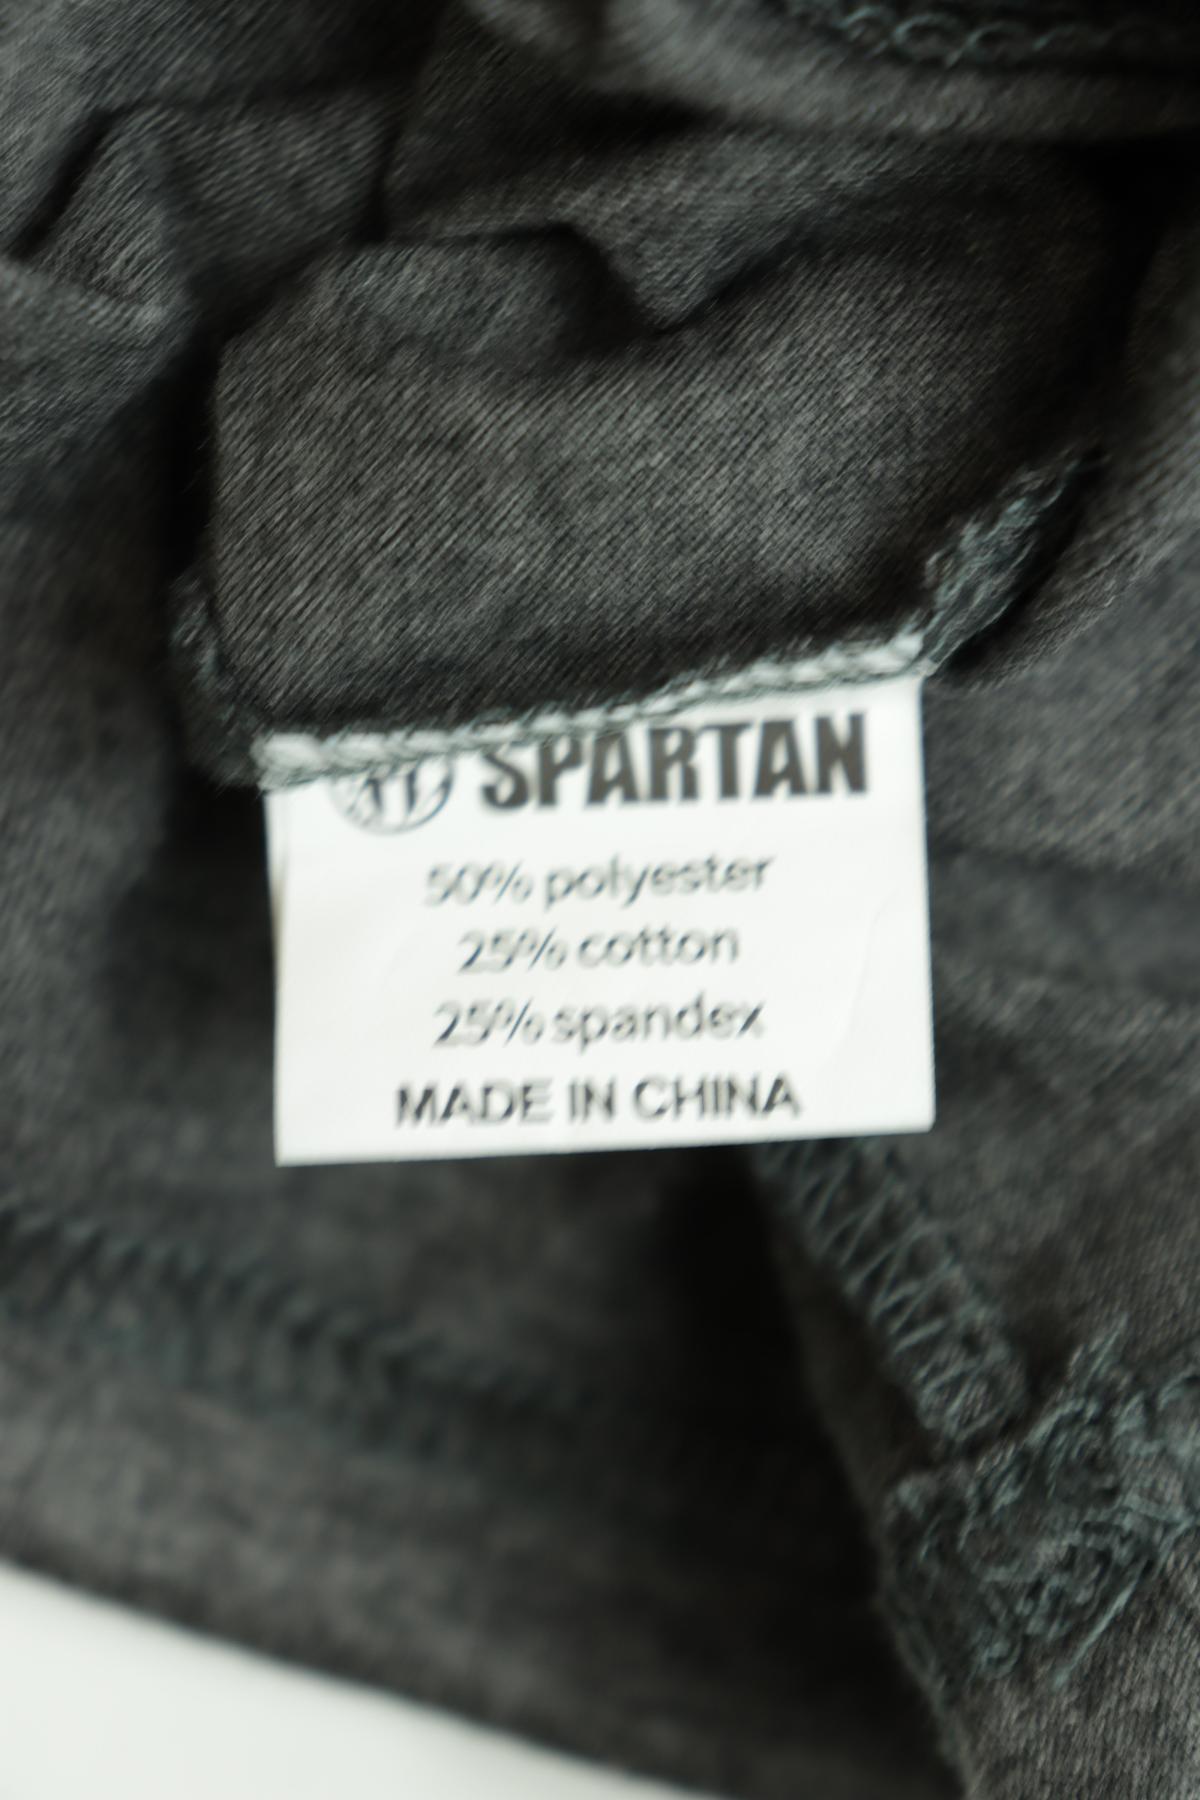 SPARTAN
50% polyester
25% cotton
25% spandex
MADE IN CHINA